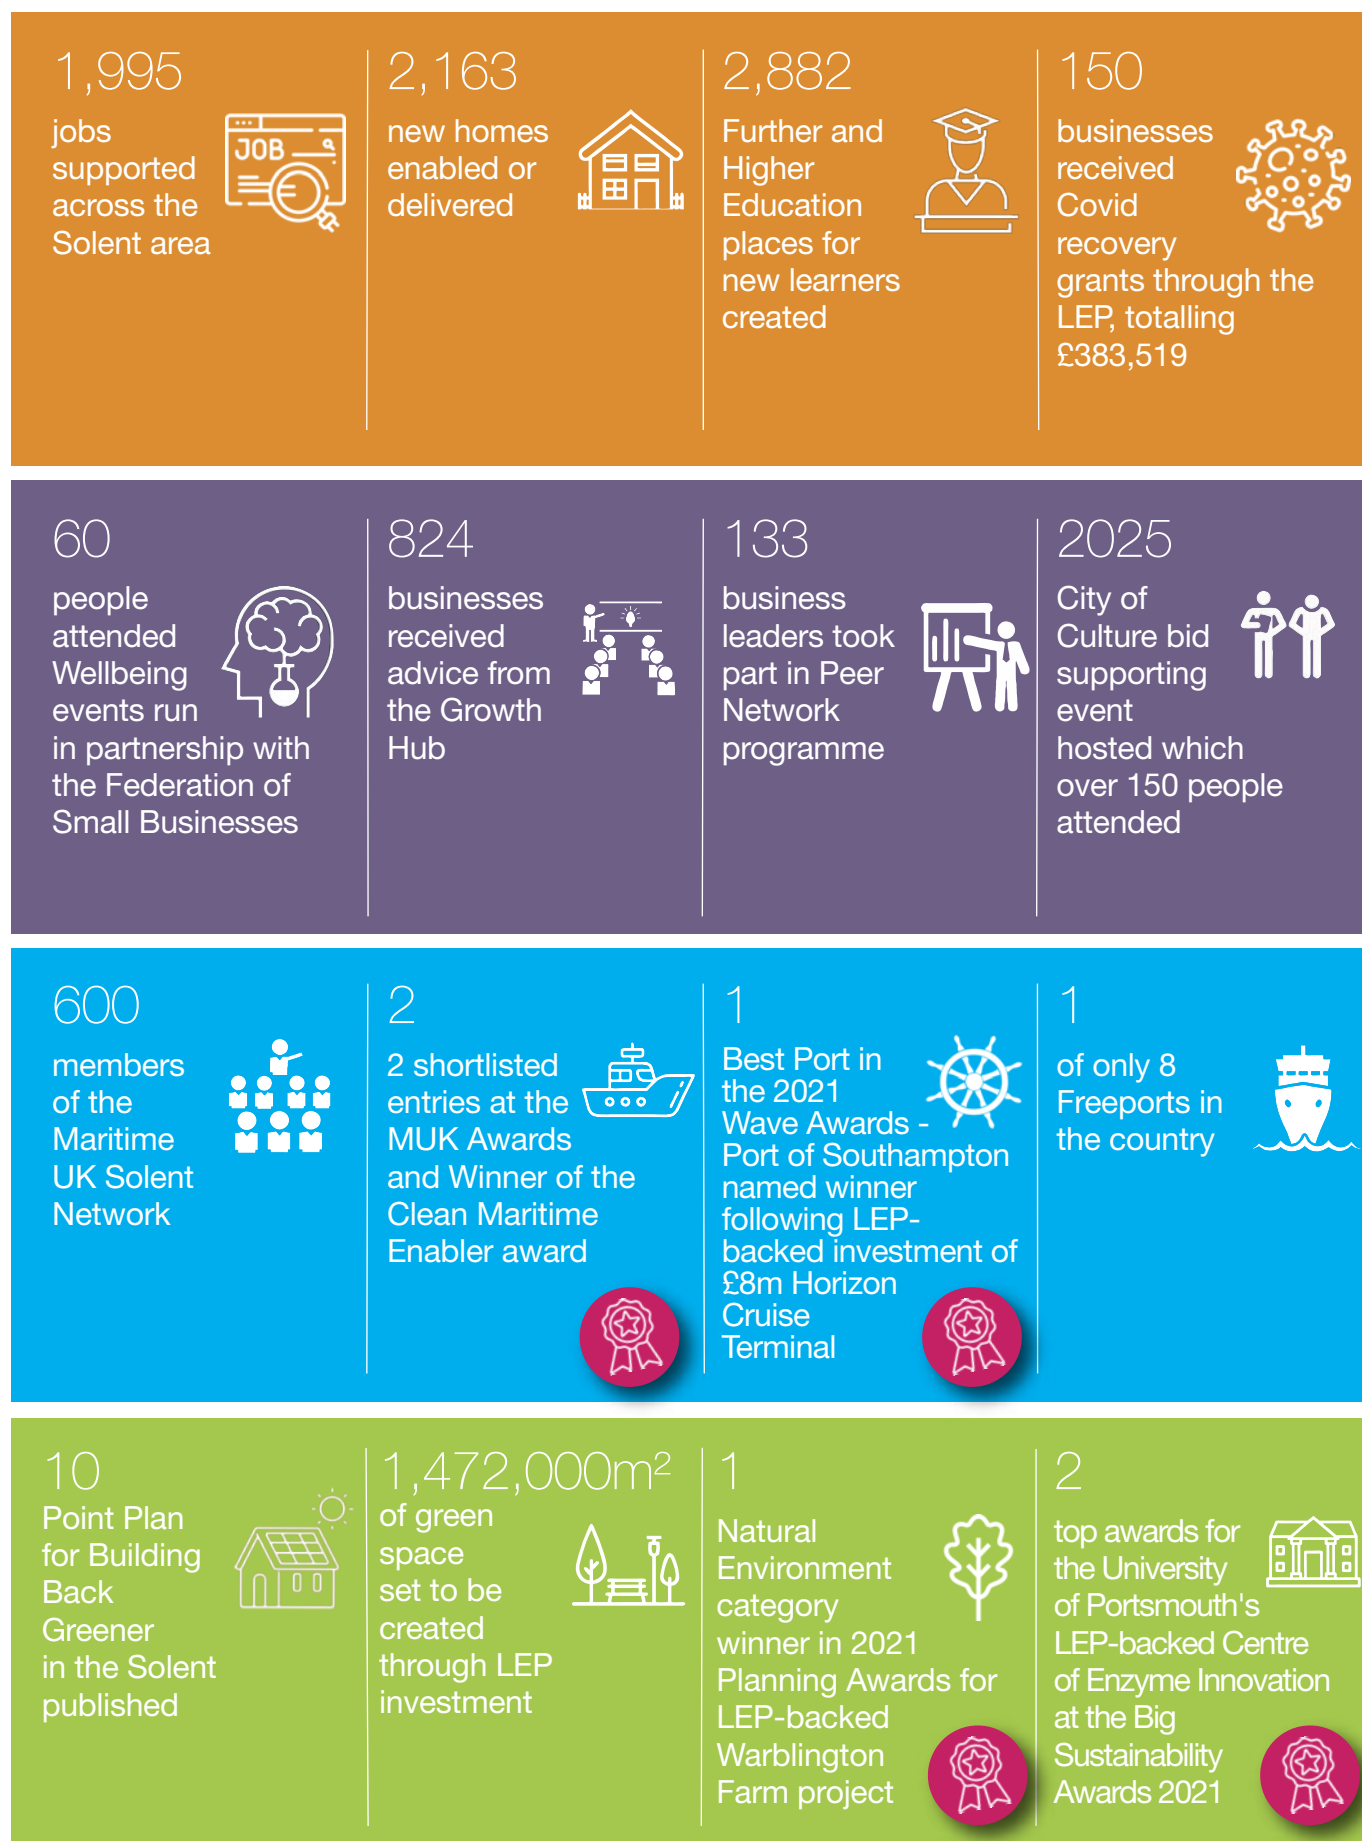 1,995
jobs
supported
across the
Solent area
JOB
2,163
new homes
enabled or
delivered
2,882
Further and
Higher
Education
places for
new learners
created
150
businesses
received
Covid
recovery
grants through the
LEP, totalling
£383,519
60
people
attended
Wellbeing
events run
in partnership with
the Federation of
Small Businesses
824
businesses
received
advice from
the Growth
Hub
133
business
leaders took
part in Peer
Network
programme
2025
City of
Culture bid
supporting
event
hosted which
over 150 people
attended
600
members
of the
Maritime
UK Solent
Network
2
2 shortlisted
entries at the
MUK Awards
and Winner of the
Clean Maritime
Enabler award
1
Best Port in
the 2021
Wave Awards -
Port of Southampton
named winner
following LEP-
backed investment of
£8m Horizon
Cruise
Terminal
1
of only 8
Freeports in
the country
10
Point Plan
for Building
Back
Greener
in the Solent
published
1,472,000m²
of green
space
set to be
created
through LEP
investment
1
Natural
Environment
category
winner in 2021
Planning Awards for
LEP-backed
Warblington
Farm project
2
top awards for
the University
of Portsmouth's
LEP-backed Centre
of Enzyme Innovation
at the Big
Sustainability
Awards 2021